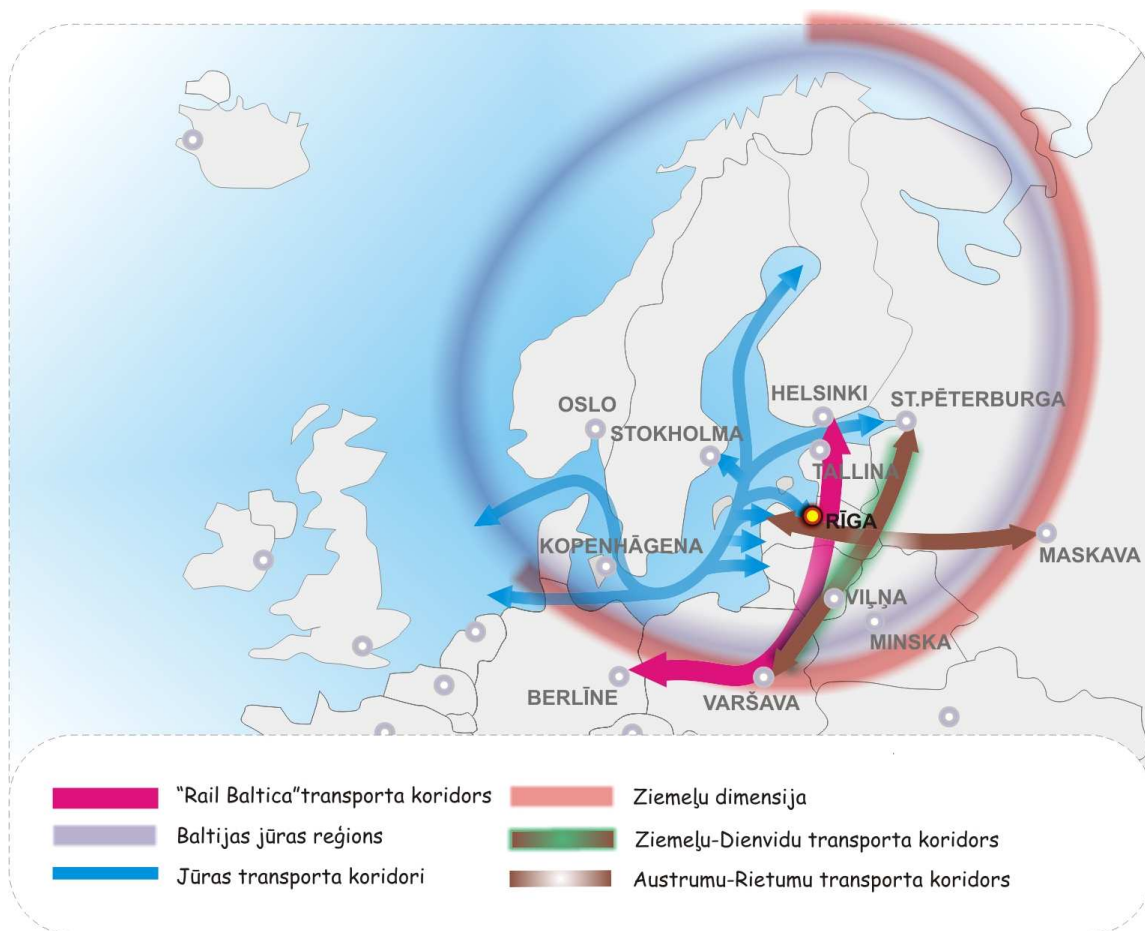 HELSINKI
ST.PĒTERBURGA
OSLO
STOKHOLMA
TALLINA
RĪGA
KOPENHĀGENA
MASKAVA
VIĻŅA
MINSKA
BERLĪNE
VARŠAVA
“Rail Baltica”transporta koridors
Baltijas jūras reģions
Jūras transporta koridori
Ziemeļu dimensija
Ziemeļu-Dienvidu transporta koridors
Austrumu-Rietumu transporta koridors